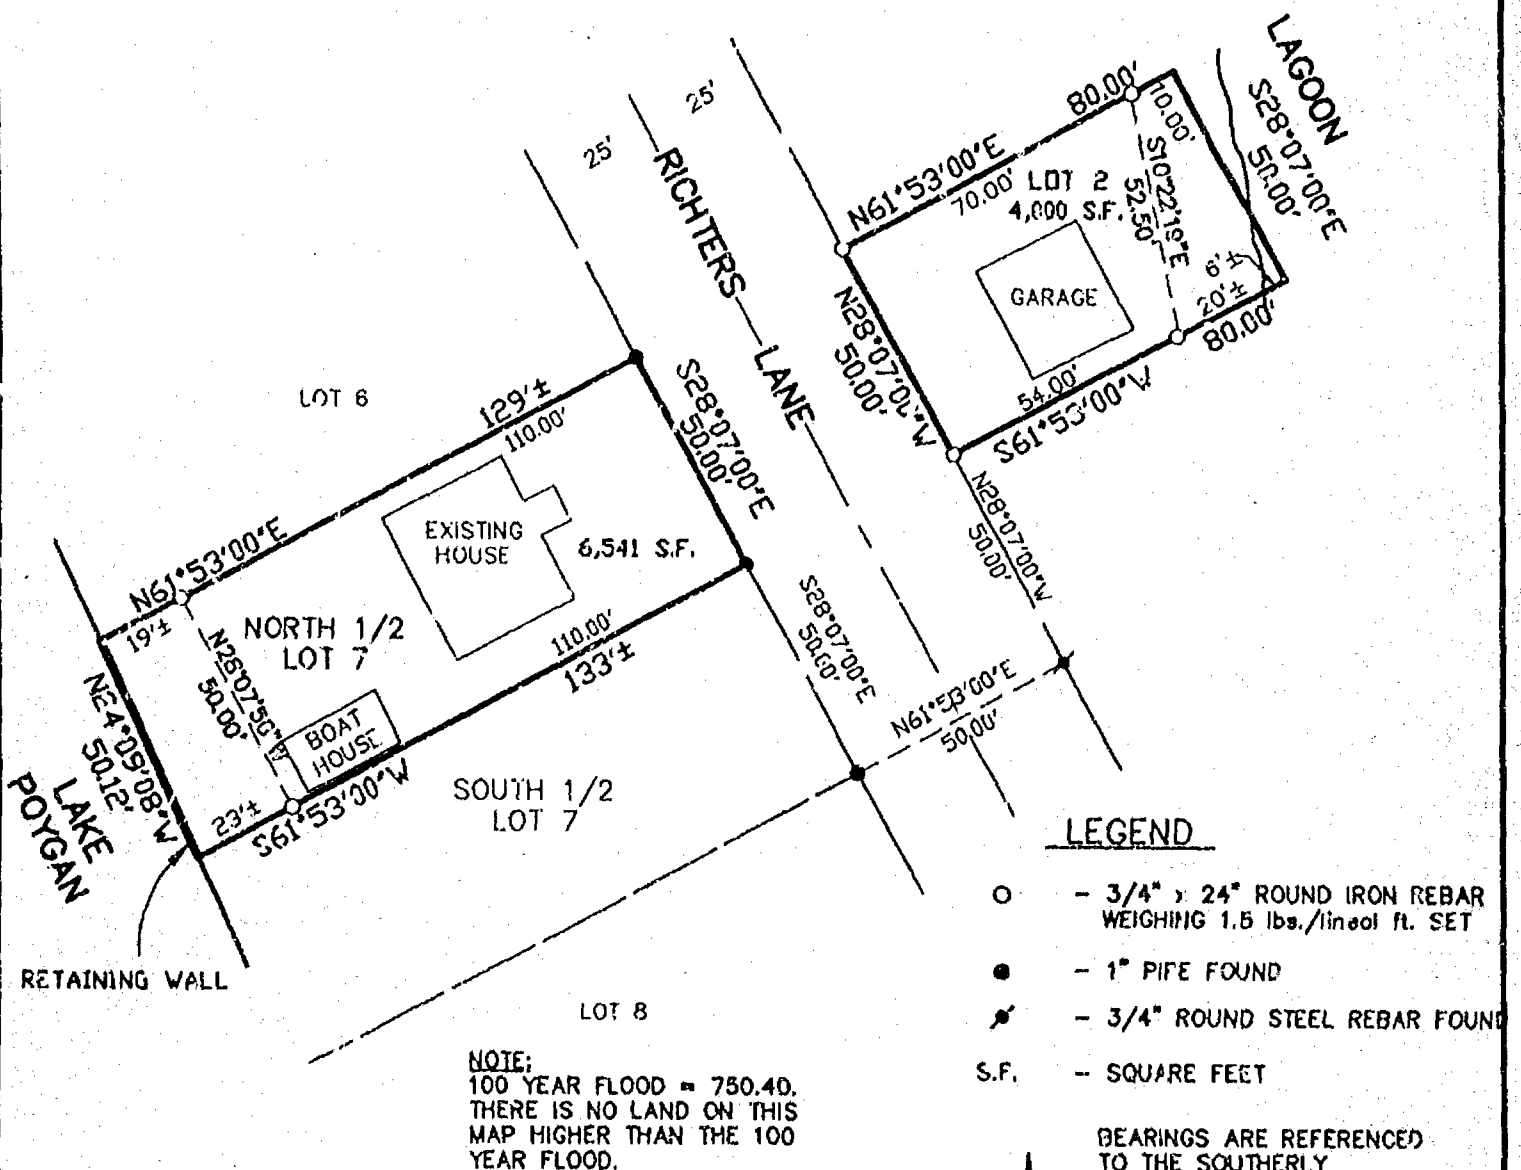 LAGOON
S28°07'00"E
50.00'
80.00'
10.00'
25'
25'
RICHTERS
LANE
N61°53'00"E
70.00'
LOT 2
4,000 S.F.
S10°22'19"E
52.50'
GARAGE
6'±
20'±
80.00'
54.00'
S61°53'00"W
N28°07'00"W
50.00'
N28°07'00"W
50.00'
LOT 6
129'±
110.00'
S28°07'00"E
50.00'
EXISTING
HOUSE
6,541 S.F.
N61°53'00"E
19'±
NORTH 1/2
LOT 7
110.00'
133'±
S28°07'00"E
50.00'
N61°53'00"E
50.00'
N28°07'50"W
50.00'
BOAT
HOUSE
N24°09'08"W
50.12'
LAKE
POYGAN
23'±
S61°53'00"W
SOUTH 1/2
LOT 7
RETAINING WALL
LOT 8
NOTE:
100 YEAR FLOOD = 750.40.
THERE IS NO LAND ON THIS
MAP HIGHER THAN THE 100
YEAR FLOOD.
LEGEND
- 3/4" x 24" ROUND IRON REBAR
WEIGHING 1.5 lbs./lineal ft. SET
- 1" PIPE FOUND
- 3/4" ROUND STEEL REBAR FOUND
S.F. - SQUARE FEET
BEARINGS ARE REFERENCED
TO THE SOUTHERLY